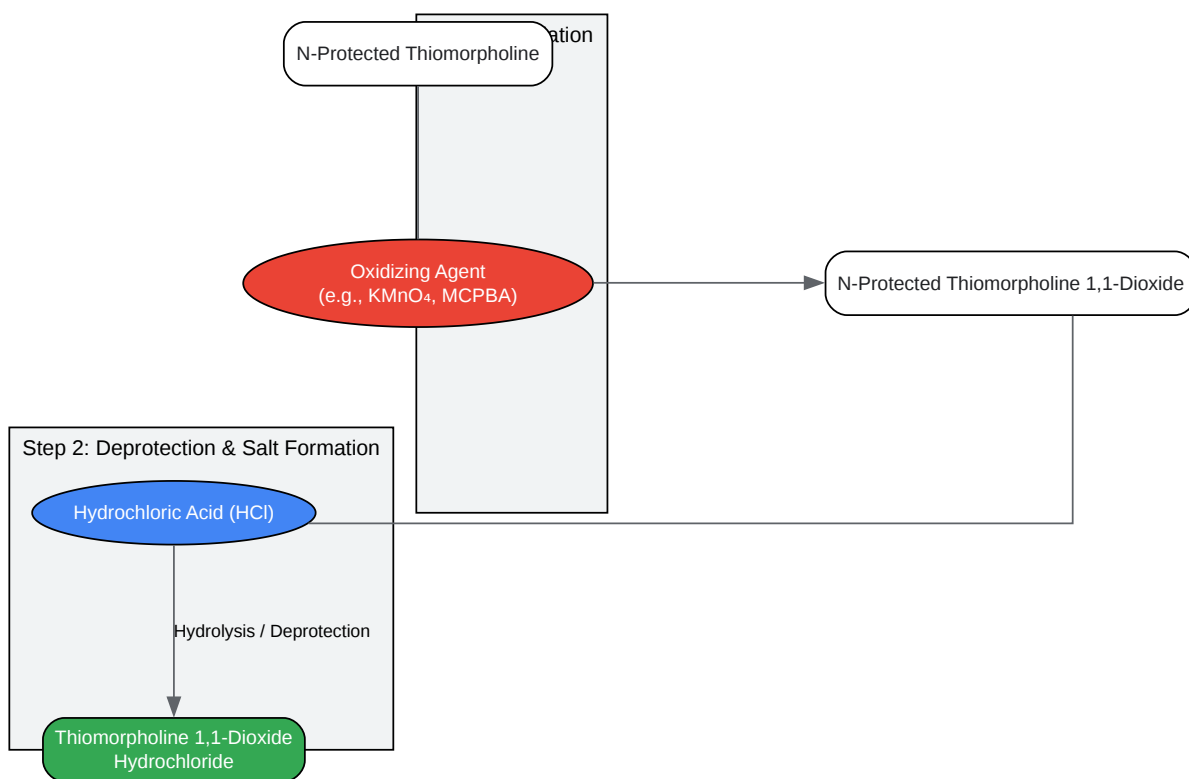 N-Protected Thiomorpholine
ation
Oxidizing Agent
(e.g., KMnO₄, MCPBA)
N-Protected Thiomorpholine 1,1-Dioxide
Step 2: Deprotection & Salt Formation
Hydrochloric Acid (HCl)
Hydrolysis / Deprotection
Thiomorpholine 1,1-Dioxide
Hydrochloride